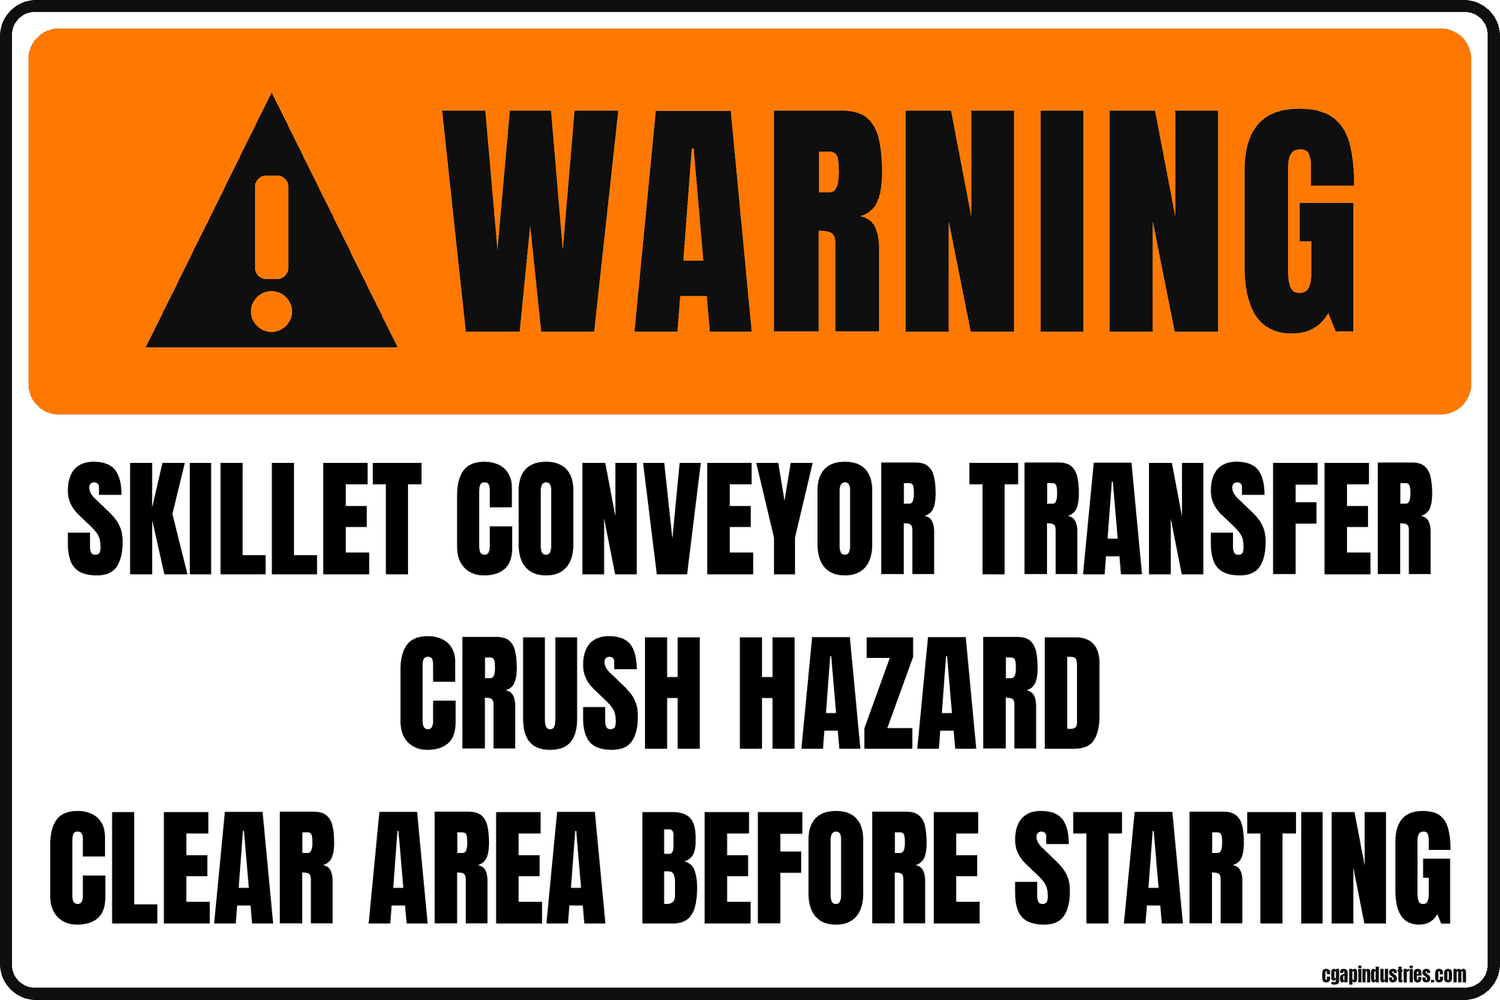 WARNING
SKILLET CONVEYOR TRANSFER
CRUSH HAZARD
CLEAR AREA BEFORE STARTING
cgapindustries.com